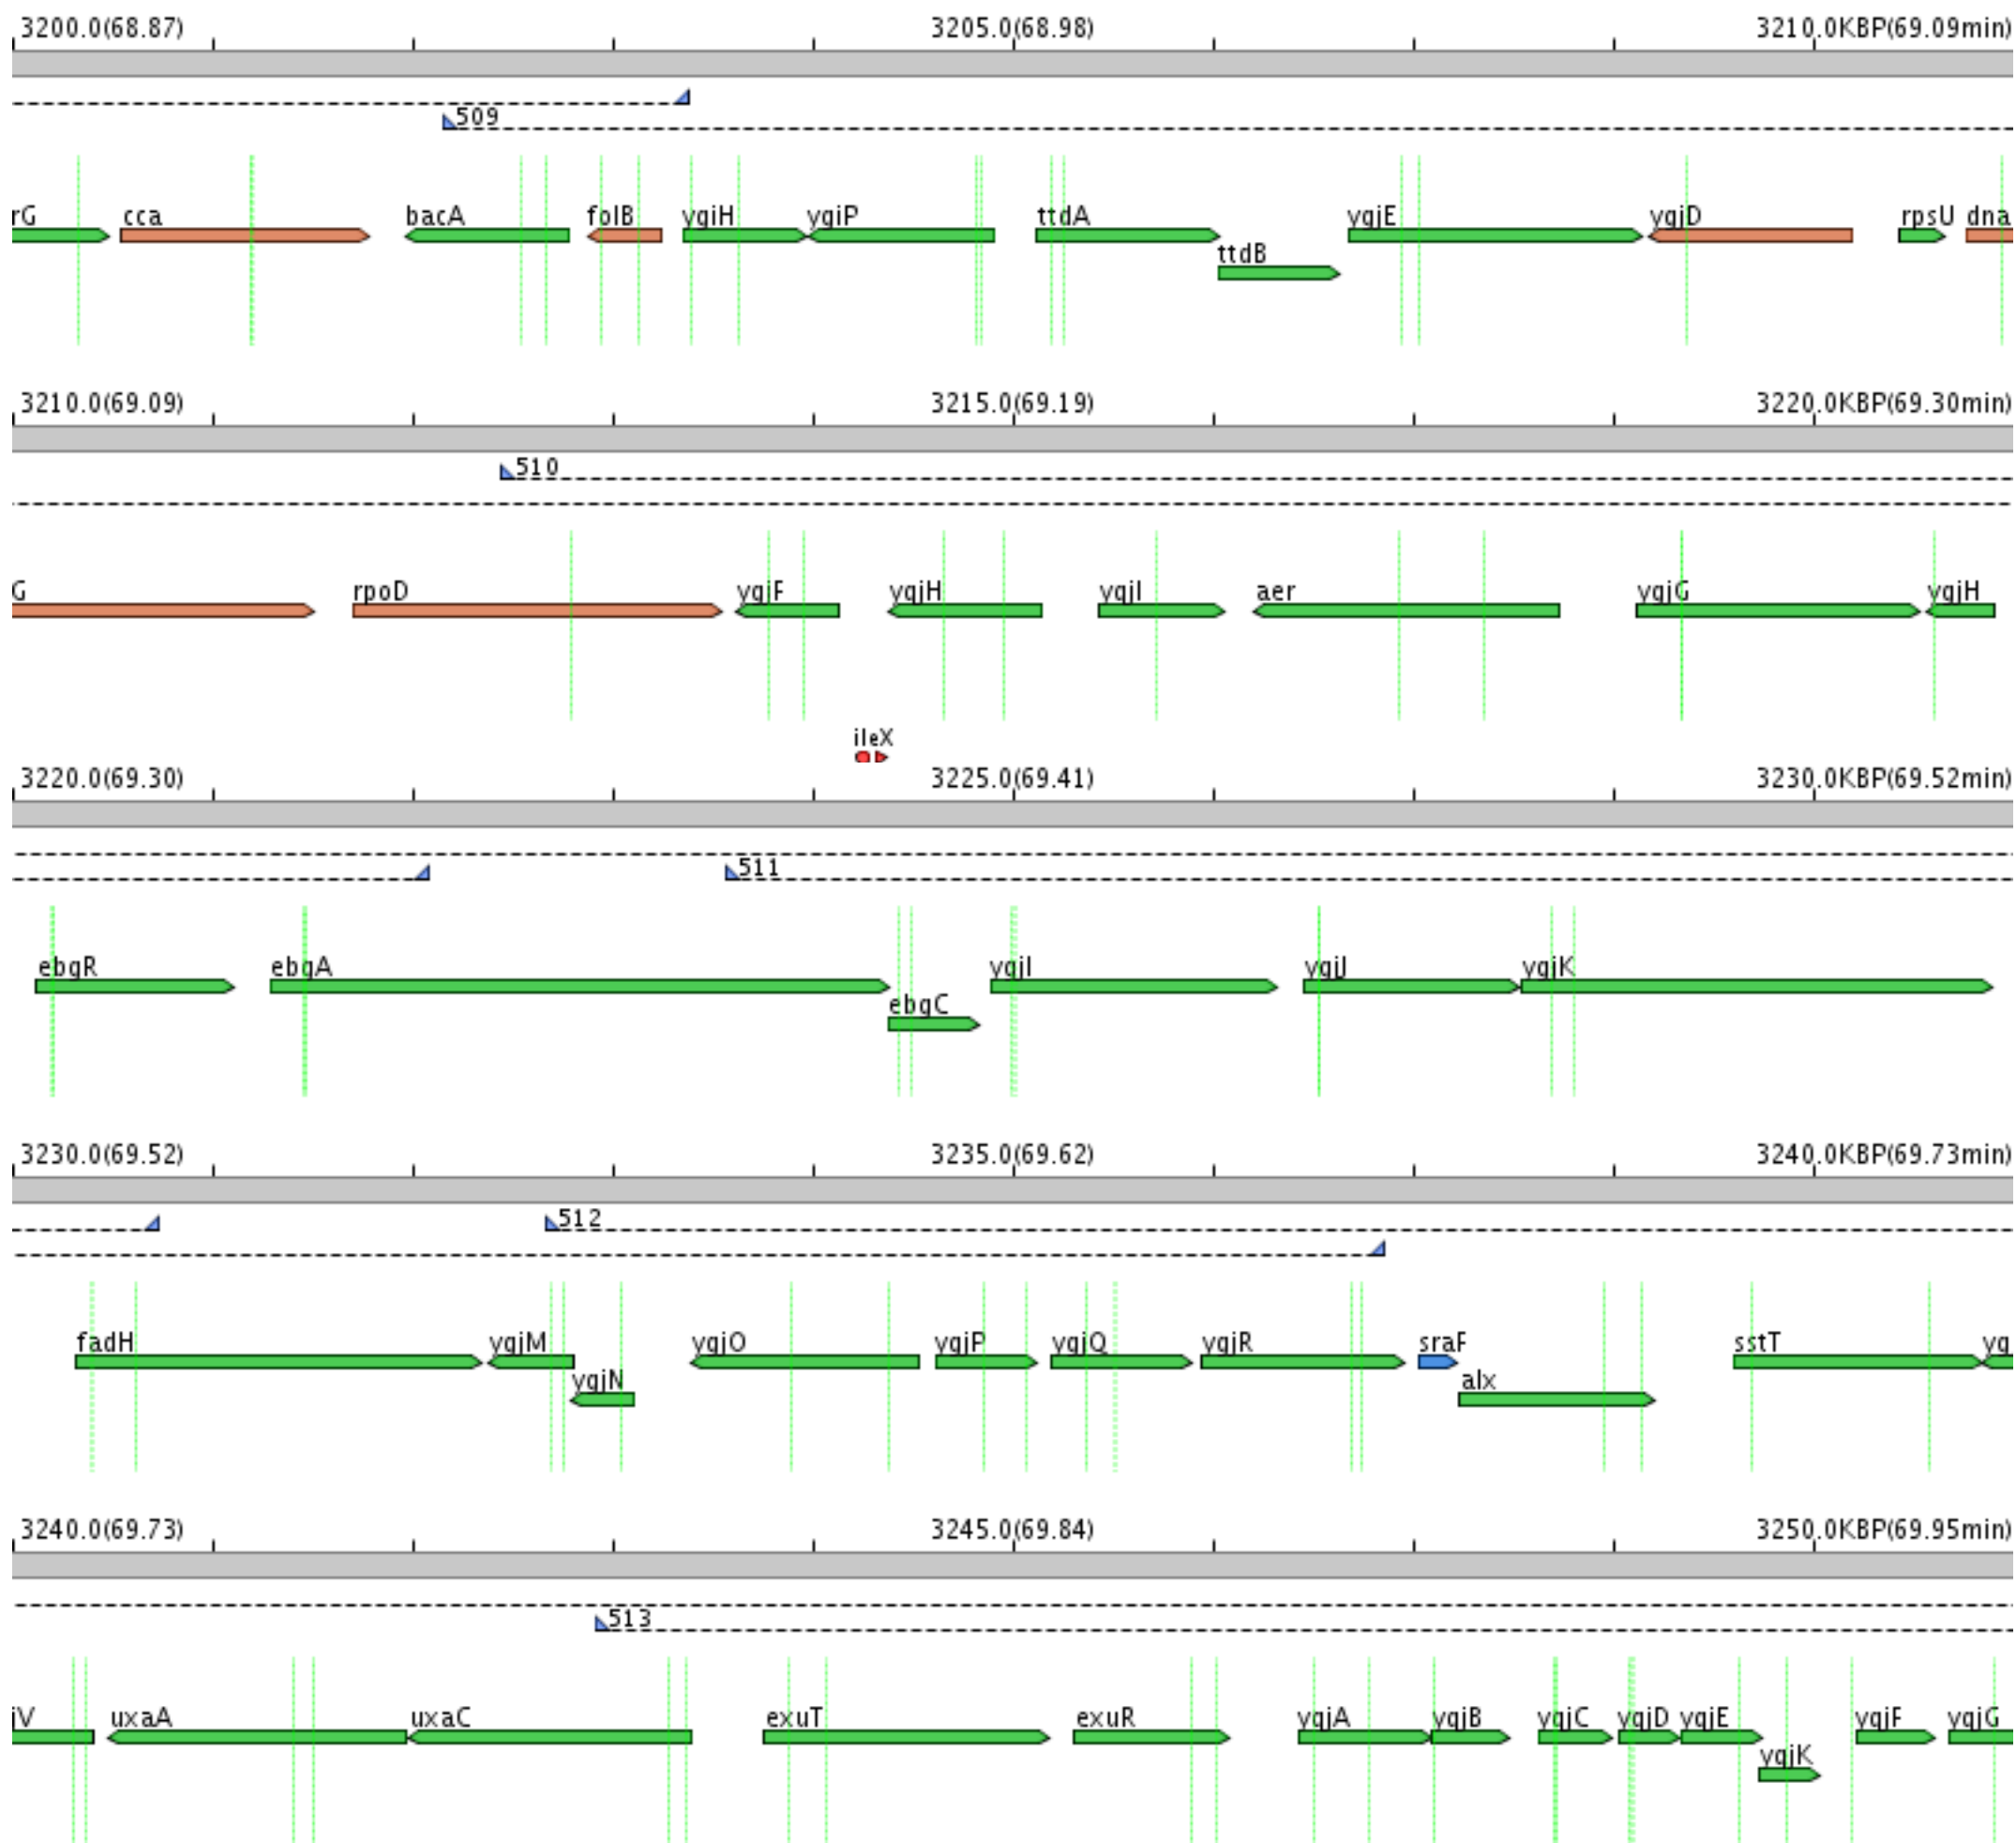 3200.0(68.87) 3205.0(68.98) 3210.0KBP(69.09min)
509
rG cca bacA folB ygiH ygiP ttdA ygjE ygjD rpsU dna
ttdB
3210.0(69.09) 3215.0(69.19) 3220.0KBP(69.30min)
510
G rpoD ygjF yqjH yqjI aer ygjG ygjH
ileX
3220.0(69.30) 3225.0(69.41) 3230.0KBP(69.52min)
511
ebgR ebgA ygjI ygjJ ygjK
ebgC
3230.0(69.52) 3235.0(69.62) 3240.0KBP(69.73min)
512
fadH ygjM ygjO ygjP ygjQ ygjR sraF sstT yg
ygjN alx
3240.0(69.73) 3245.0(69.84) 3250.0KBP(69.95min)
513
jV uxaA uxaC exuT exuR yqjA yqjB yqjC yqjD yqjE yqjF yqjG
yqjK